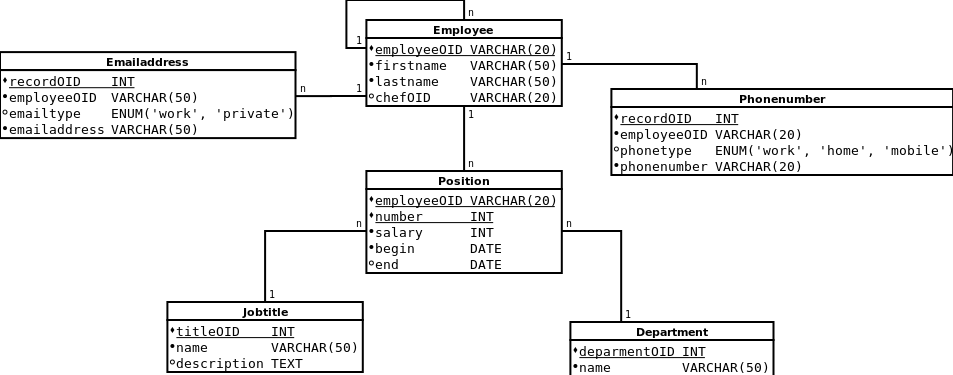 n
1
Employee
employeeOID VARCHAR(20)
firstname VARCHAR(50)
lastname VARCHAR(50)
chefOID VARCHAR(20)
1
n
1
n
1
n
Emailaddress
recordOID INT
employeeOID VARCHAR(50)
emailtype ENUM('work', 'private')
emailaddress VARCHAR(50)
Phonenumber
recordOID INT
employeeOID VARCHAR(20)
phonetype ENUM('work', 'home', 'mobile')
phonenumber VARCHAR(20)
Position
employeeOID VARCHAR(20)
number INT
salary INT
begin DATE
end DATE
n
n
1
1
Jobtitle
titleOID INT
name VARCHAR(50)
description TEXT
Department
deparmentOID INT
name VARCHAR(50)